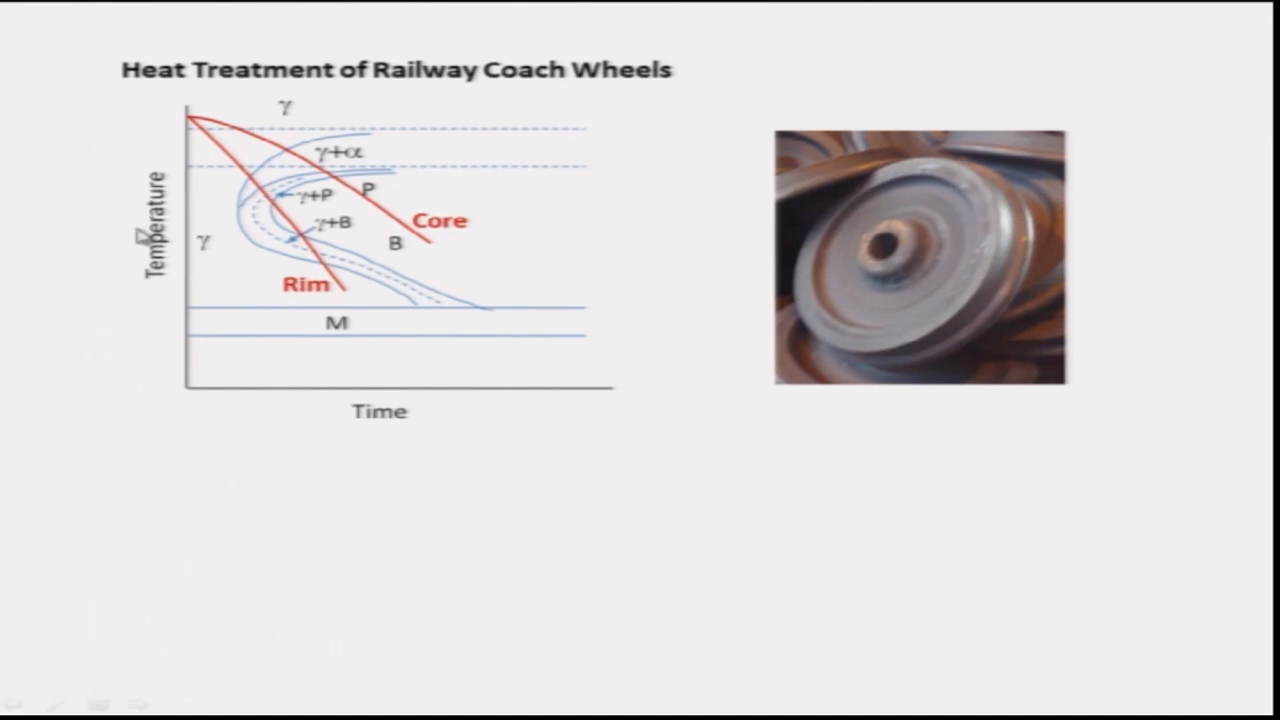 Heat Treatment of Railway Coach Wheels
γ
γ+α
P
γ+P
Core
γ+B
γ
B
Rim
M
Temperature
Time